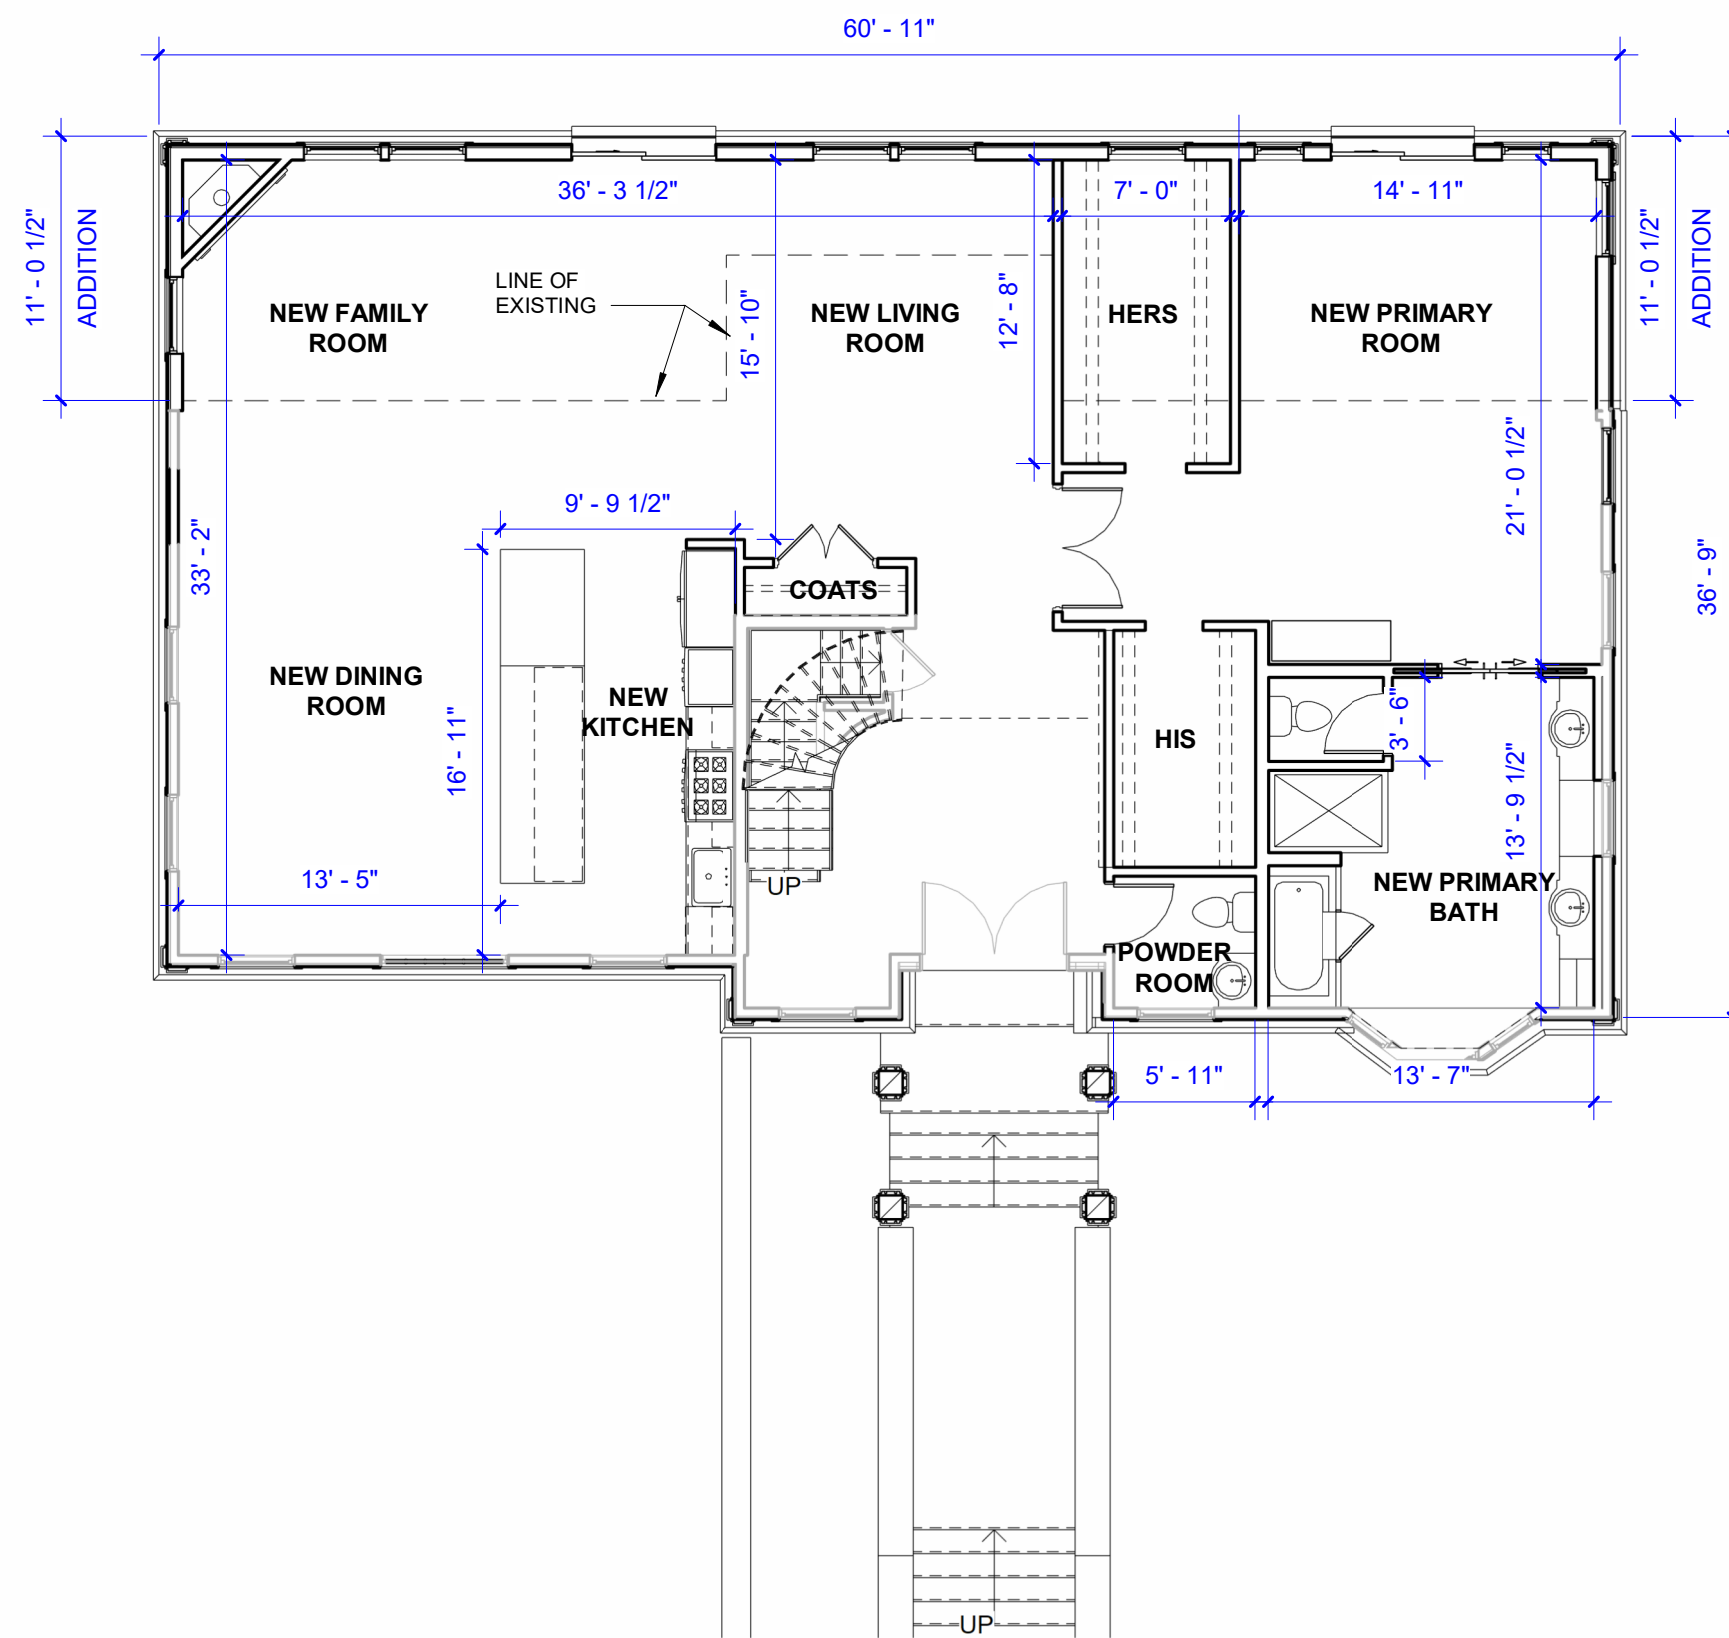 60' - 11"
36' - 3 1/2"
7' - 0"
14' - 11"
11' - 0 1/2"
ADDITION
11' - 0 1/2"
ADDITION
LINE OF
EXISTING
NEW FAMILY
ROOM
15' - 10"
NEW LIVING
ROOM
12' - 8"
HERS
NEW PRIMARY
ROOM
9' - 9 1/2"
33' - 2"
21' - 0 1/2"
36' - 9"
COATS
NEW DINING
ROOM
16' - 11"
NEW
KITCHEN
HIS
3' - 6"
13' - 9 1/2"
13' - 5"
UP
NEW PRIMARY
BATH
POWDER
ROOM
5' - 11"
13' - 7"
UP